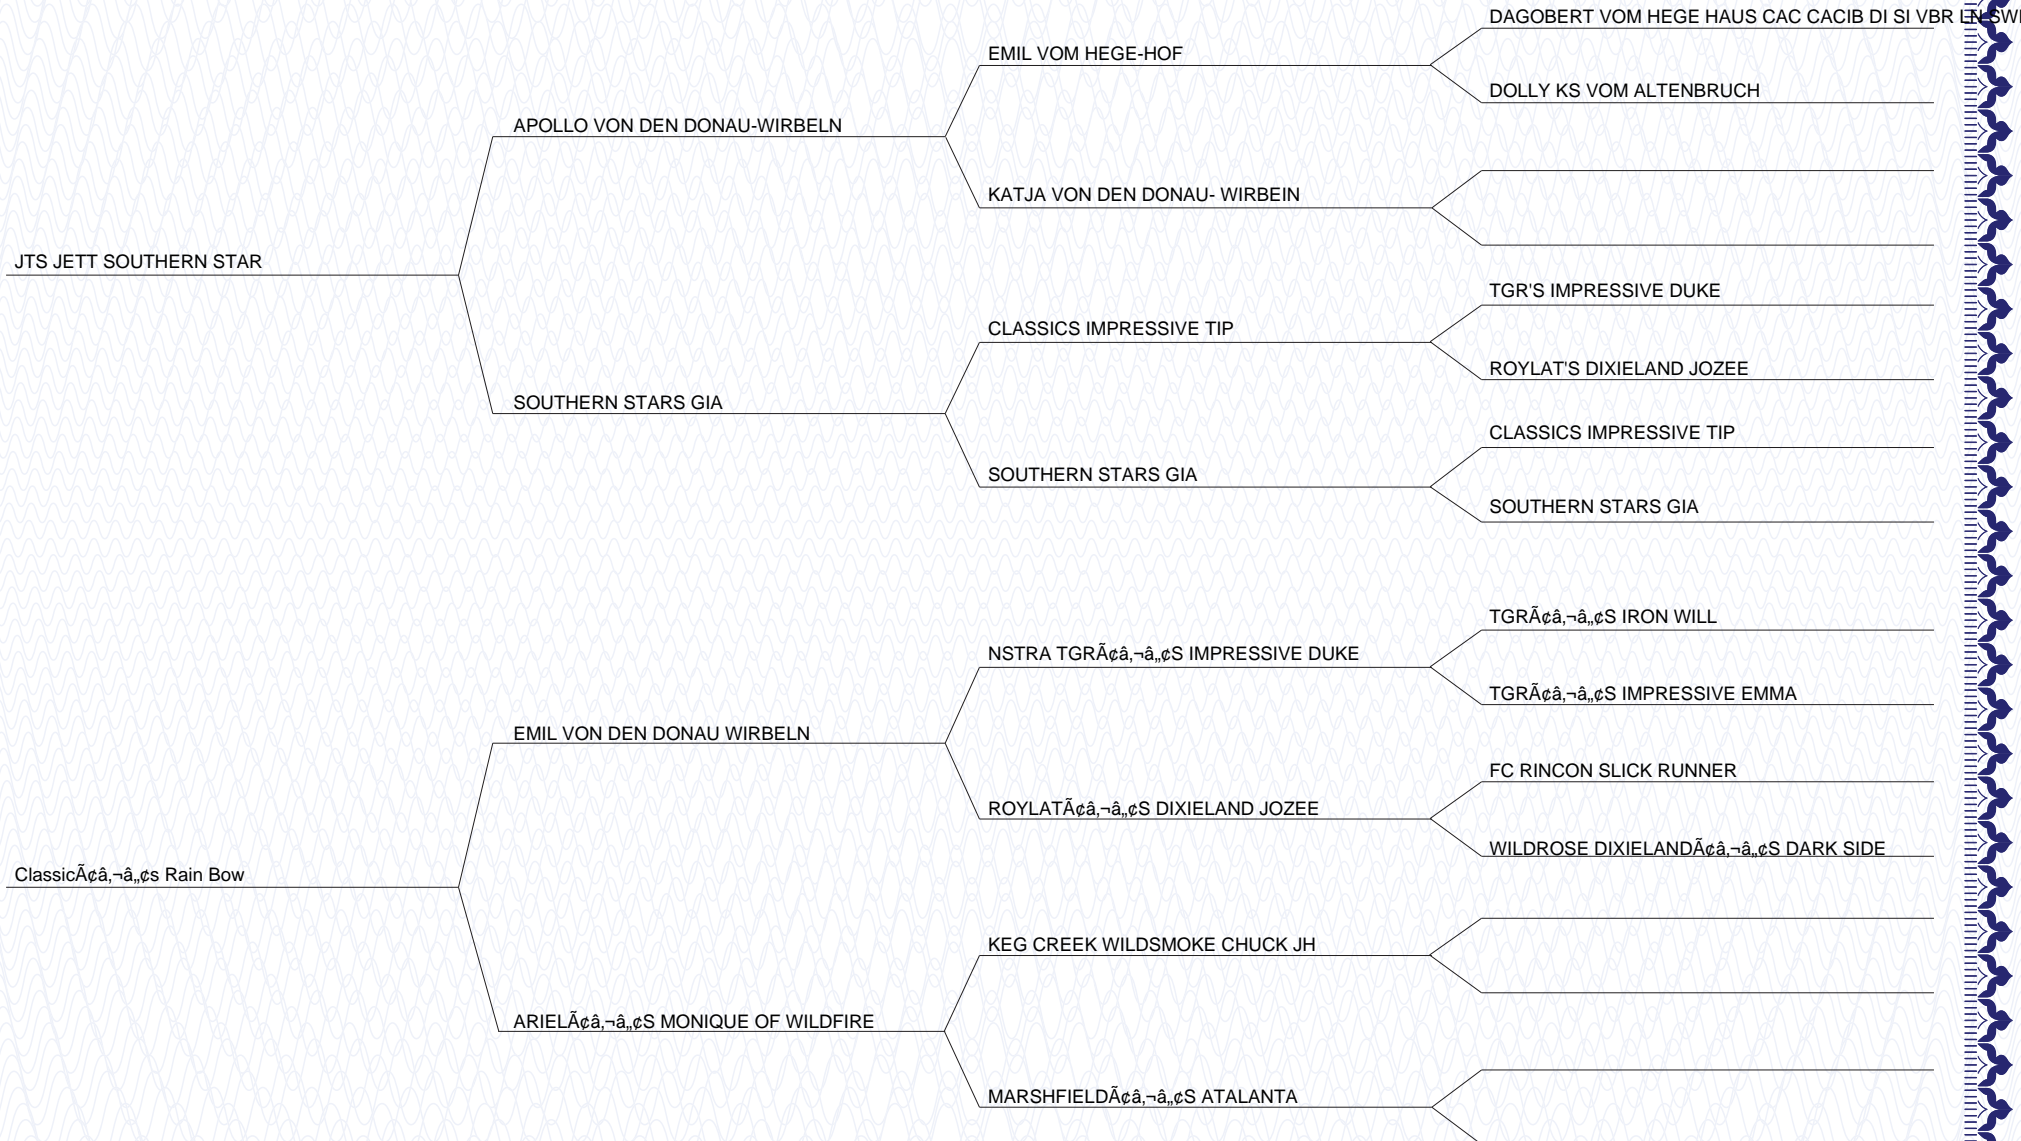 DAGOBERT VOM HEGE HAUS CAC CACIB DI SI VBR LN SW
EMIL VOM HEGE-HOF
DOLLY KS VOM ALTENBRUCH
APOLLO VON DEN DONAU-WIRBELN
KATJA VON DEN DONAU- WIRBEIN
JTS JETT SOUTHERN STAR
TGR'S IMPRESSIVE DUKE
CLASSICS IMPRESSIVE TIP
ROYLAT'S DIXIELAND JOZEE
SOUTHERN STARS GIA
CLASSICS IMPRESSIVE TIP
SOUTHERN STARS GIA
SOUTHERN STARS GIA
TGRÃ¢â‚¬â„¢S IRON WILL
NSTRA TGRÃ¢â‚¬â„¢S IMPRESSIVE DUKE
TGRÃ¢â‚¬â„¢S IMPRESSIVE EMMA
EMIL VON DEN DONAU WIRBELN
FC RINCON SLICK RUNNER
ROYLATÃ¢â‚¬â„¢S DIXIELAND JOZEE
WILDROSE DIXIELANDÃ¢â‚¬â„¢S DARK SIDE
ClassicÃ¢â‚¬â„¢s Rain Bow
KEG CREEK WILDSMOKE CHUCK JH
ARIELÃ¢â‚¬â„¢S MONIQUE OF WILDFIRE
MARSHFIELDÃ¢â‚¬â„¢S ATALANTA